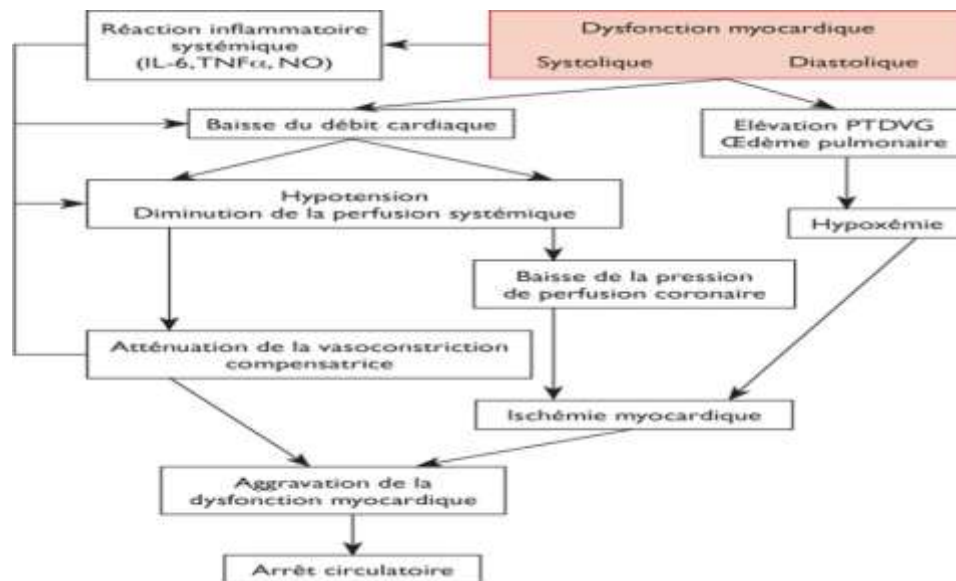 Réaction inflammatoire
systémique
(IL-6, TNFα, NO)
Dysfonction myocardique
Systolique Diastolique
Baisse du débit cardiaque
Elévation PTDVG
Œdème pulmonaire
Hypotension
Diminution de la perfusion systémique
Hypoxémie
Baisse de la pression
de perfusion coronaire
Atténuation de la vasoconstriction
compensatrice
Ischémie myocardique
Aggravation de la
dysfonction myocardique
Arrêt circulatoire